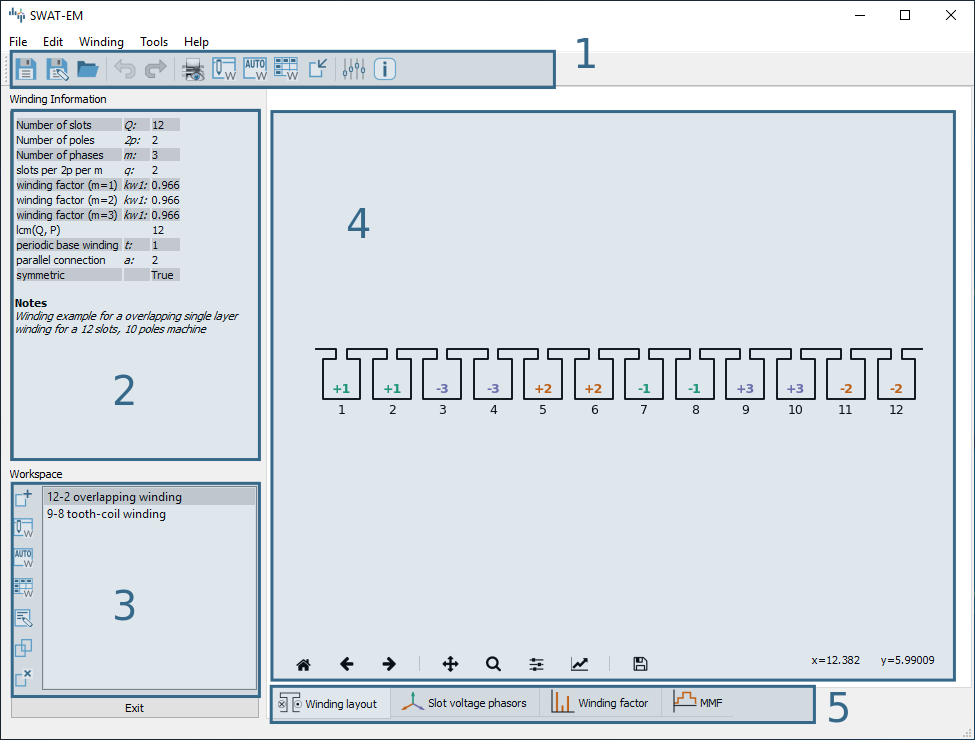 SWAT-EM
File Edit Winding Tools Help
W AUTO W W i 1
Winding Information
Number of slots Q: 12
Number of poles 2p: 2
Number of phases m: 3
slots per 2p per m q: 2
winding factor (m=1) kw1: 0.966
winding factor (m=2) kw1: 0.966
winding factor (m=3) kw1: 0.966
lcm(Q, P) 12
periodic base winding t: 1
parallel connection a: 2
symmetric True
Notes
Winding example for a overlapping single layer
winding for a 12 slots, 10 poles machine
2
Workspace
12-2 overlapping winding
9-8 tooth-coil winding
W
AUTO
W
W
3
Exit
4
+1 +1 -3 -3 +2 +2 -1 -1 +3 +3 -2 -2
1 2 3 4 5 6 7 8 9 10 11 12
x=12.382 y=5.99009
Winding layout Slot voltage phasors Winding factor MMF 5